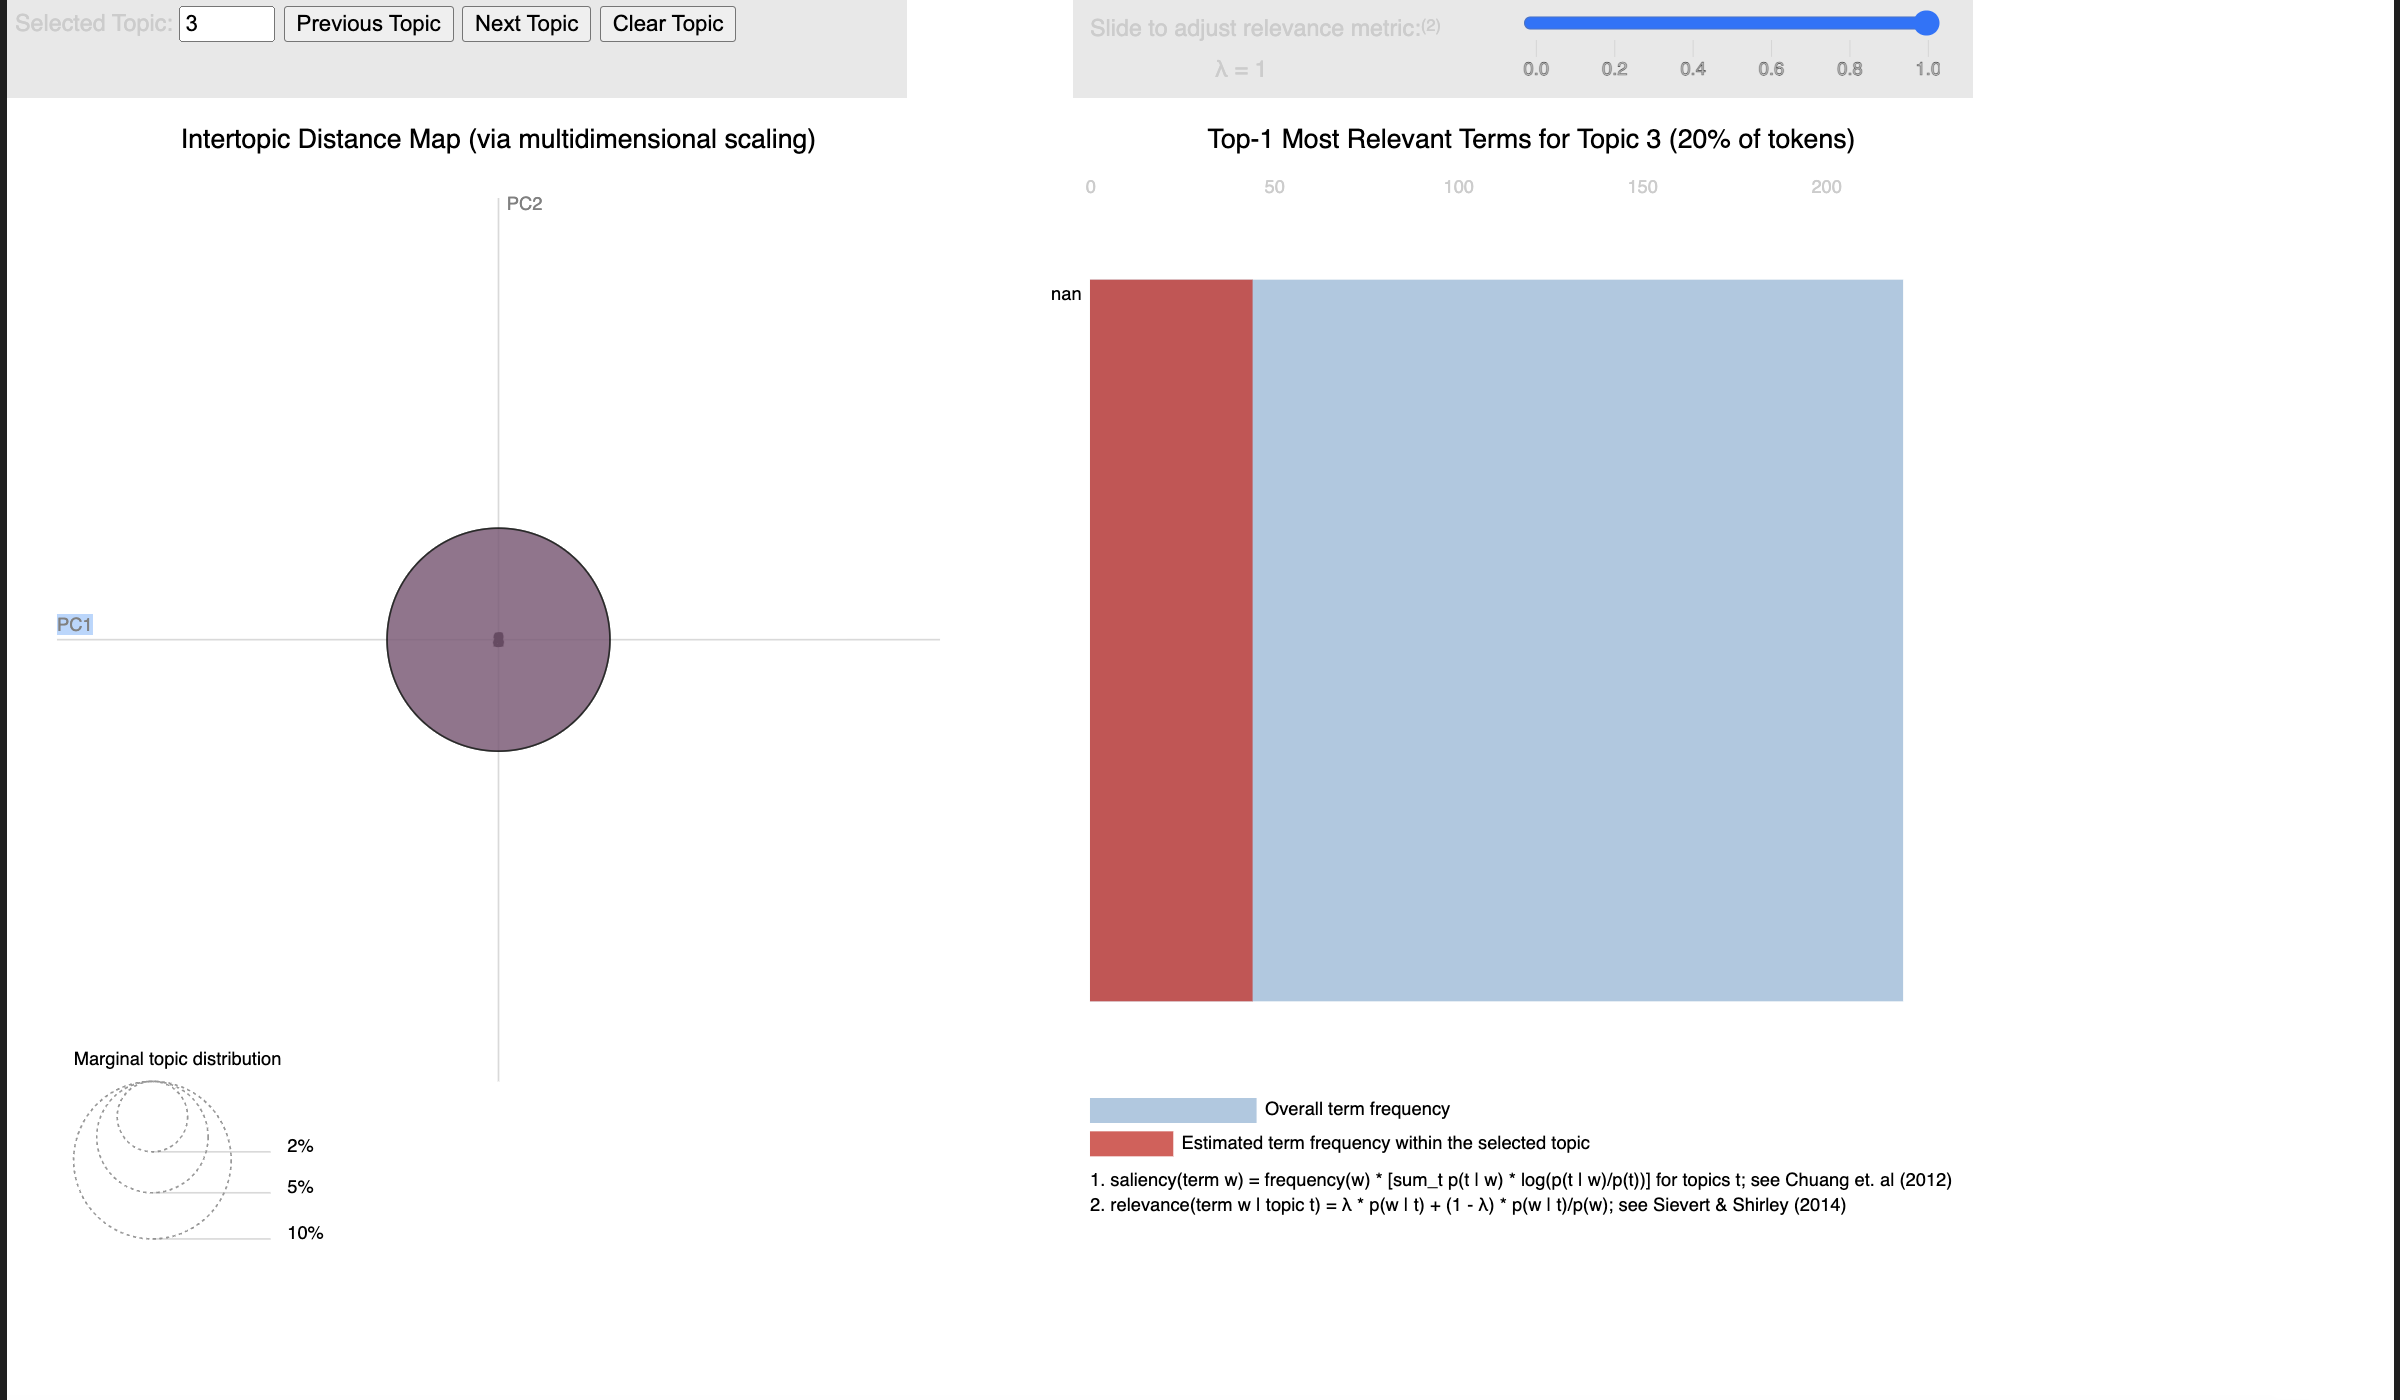 Selected Topic: 3 Previous Topic Next Topic Clear Topic
Slide to adjust relevance metric:(2)
λ = 1
0.0 0.2 0.4 0.6 0.8 1.0
Intertopic Distance Map (via multidimensional scaling)
PC2
PC1
Marginal topic distribution
2%
5%
10%
Top-1 Most Relevant Terms for Topic 3 (20% of tokens)
0 50 100 150 200
nan
Overall term frequency
Estimated term frequency within the selected topic
1. saliency(term w) = frequency(w) * [sum_t p(t | w) * log(p(t | w)/p(t))] for topics t; see Chuang et. al (2012)
2. relevance(term w | topic t) = λ * p(w | t) + (1 - λ) * p(w | t)/p(w); see Sievert & Shirley (2014)